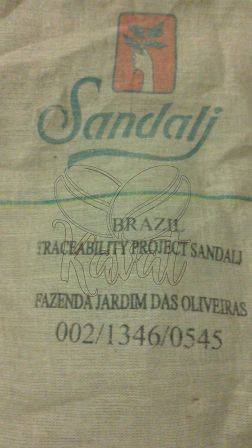 Sandalj
BRAZIL
TRACEABILITY PROJECT SANDALJ
FAZENDA JARDIM DAS OLIVEIRAS
002/1346/0545